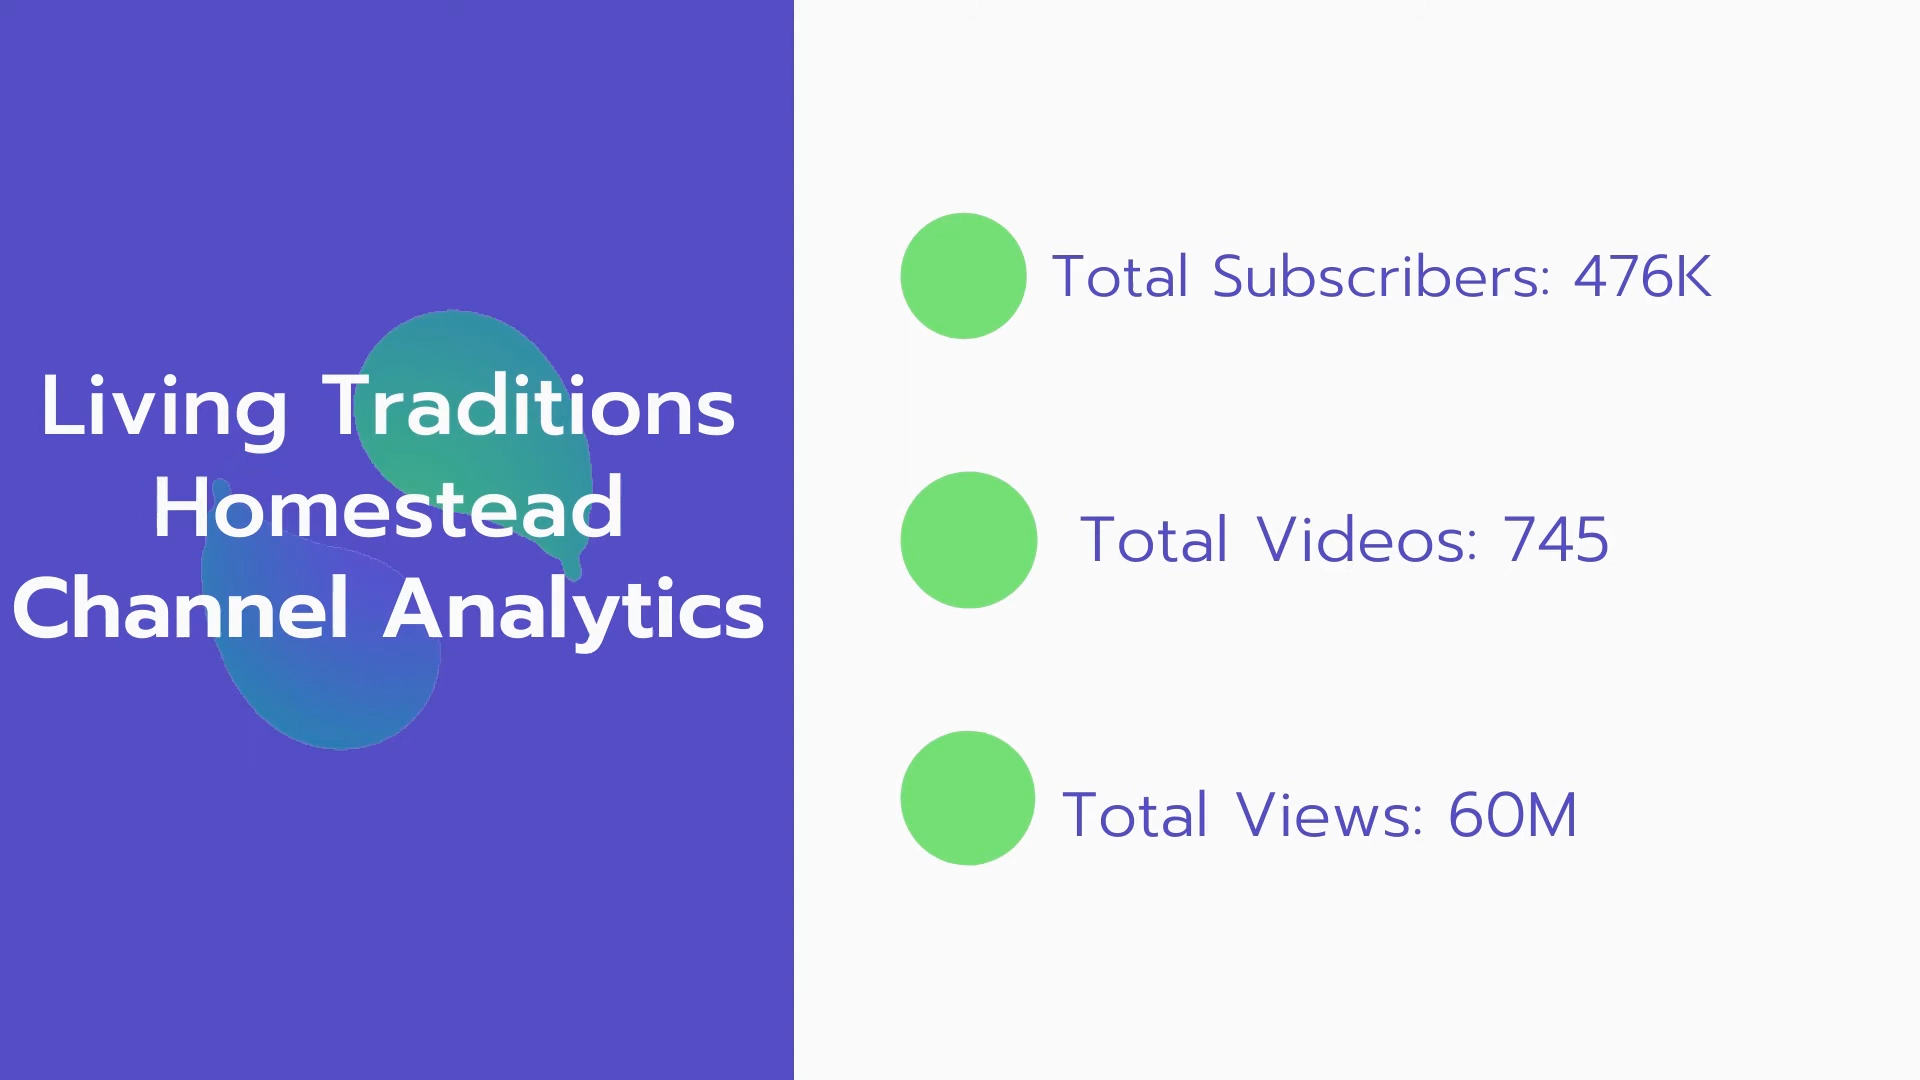 Living Traditions
Homestead
Channel Analytics
Total Subscribers: 476K
Total Videos: 745
Total Views: 60M